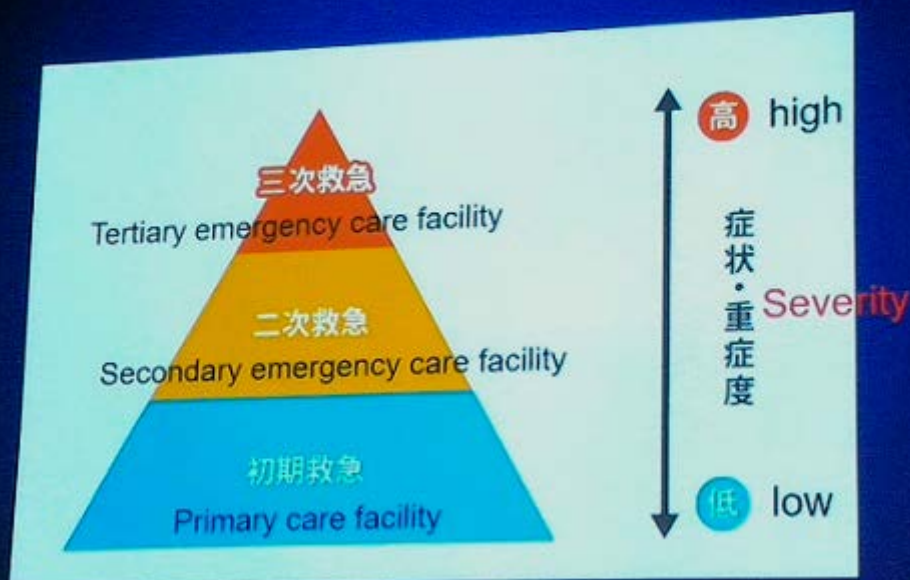 三次救急
Tertiary emergency care facility
二次救急
Secondary emergency care facility
初期救急
Primary care facility
高 high
症状・重症度
Severity
低 low